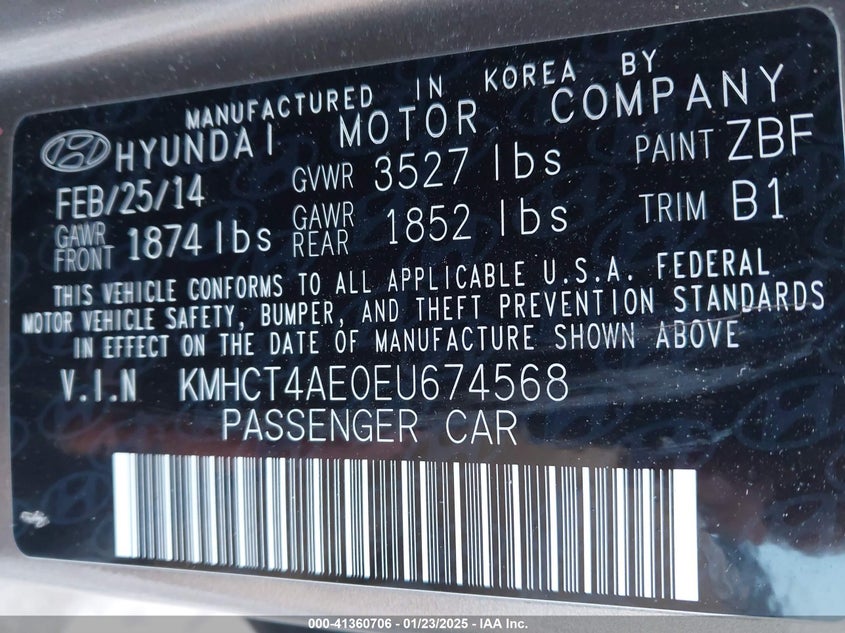 MANUFACTURED IN KOREA BY
HYUNDAI MOTOR COMPANY
FEB/25/14 GVWR 3527 lbs PAINT ZBF
GAWR FRONT 1874 lbs GAWR REAR 1852 lbs TRIM B1
THIS VEHICLE CONFORMS TO ALL APPLICABLE U.S.A. FEDERAL
MOTOR VEHICLE SAFETY, BUMPER, AND THEFT PREVENTION STANDARDS
IN EFFECT ON THE DATE OF MANUFACTURE SHOWN ABOVE
V.I.N KMHCT4AE0EU674568
PASSENGER CAR
000-41360706 - 01/23/2025 - IAA Inc.